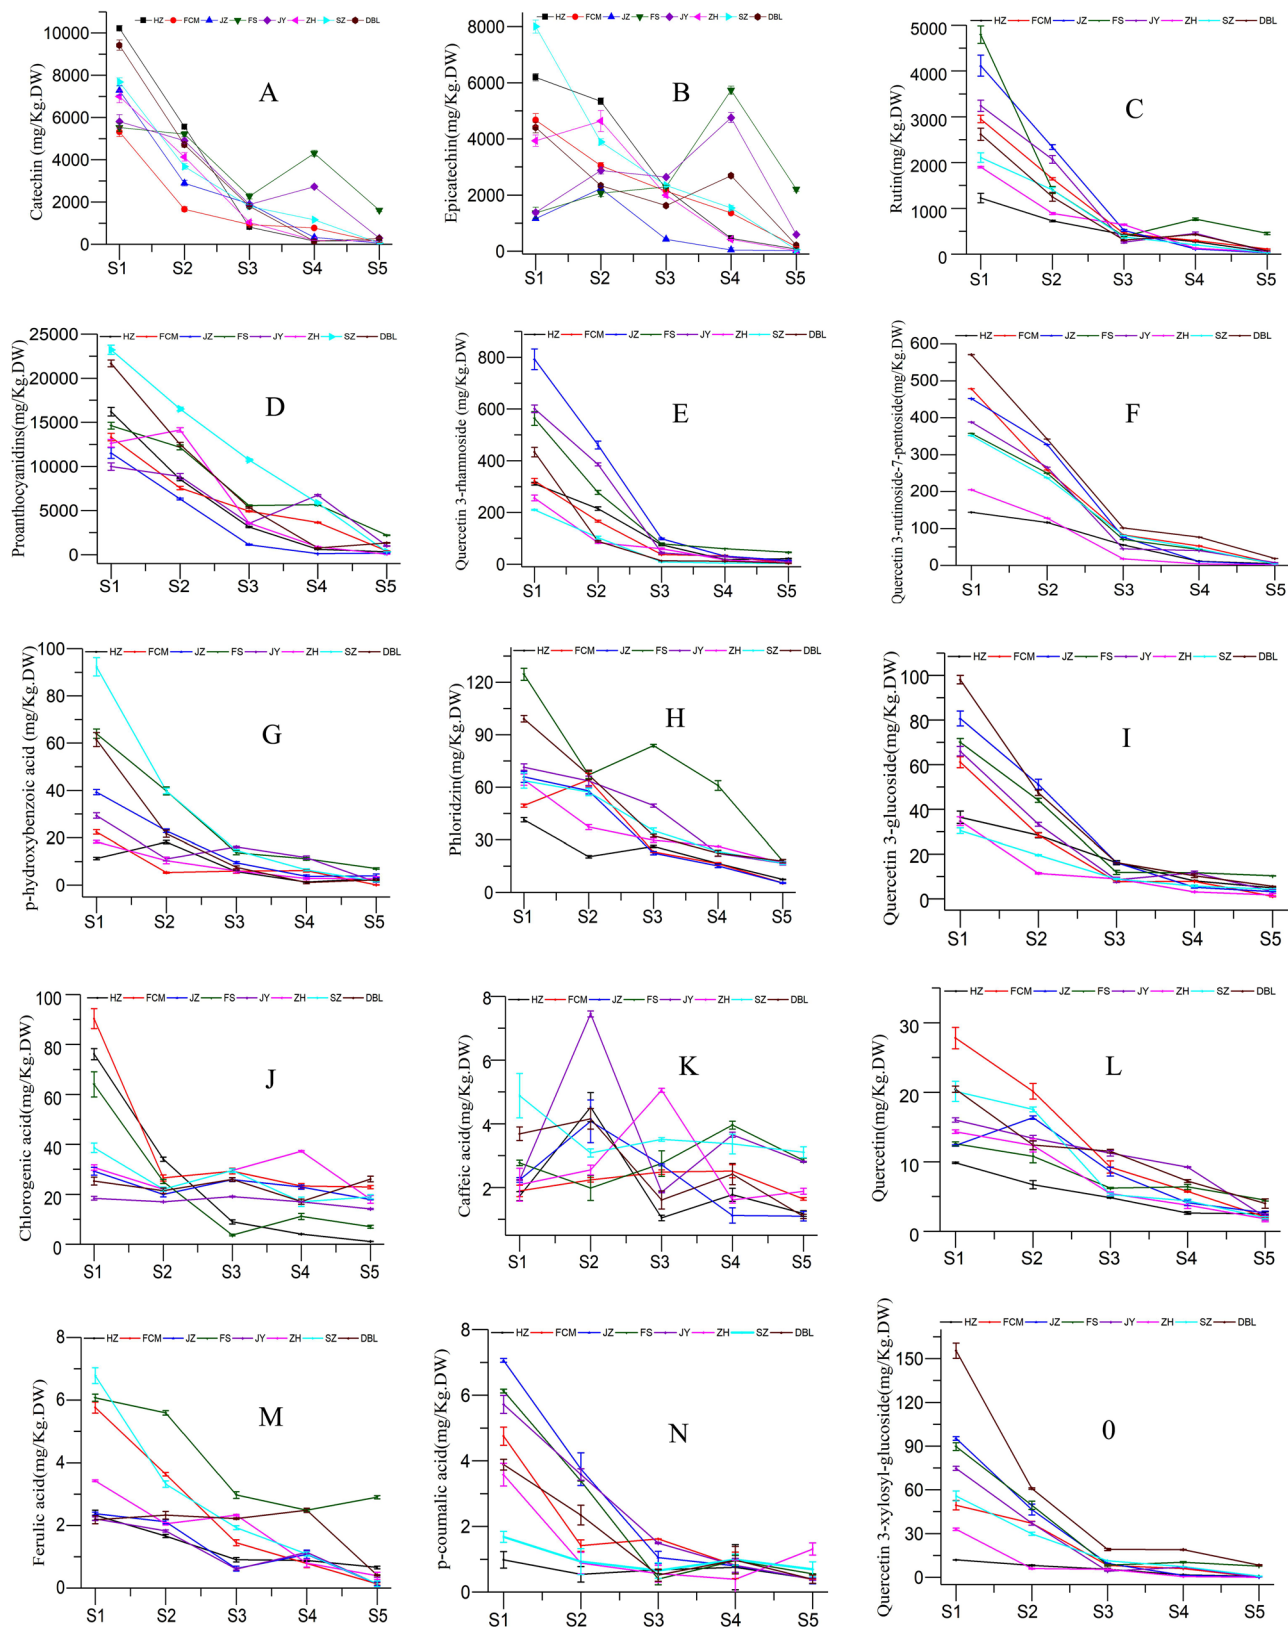 HZ FCM JZ FS JY ZH SZ DBL
Catechin (mg/Kg.DW)
10000
8000
6000
4000
2000
0
A
S1 S2 S3 S4 S5
HZ FCM JZ FS JY ZH SZ DBL
Epicatechin(mg/Kg.DW)
8000
6000
4000
2000
0
B
S1 S2 S3 S4 S5
HZ FCM JZ FS JY ZH SZ DBL
Rutin(mg/Kg.DW)
5000
4000
3000
2000
1000
0
C
S1 S2 S3 S4 S5
HZ FCM JZ FS JY ZH SZ DBL
Proanthocyanidins(mg/Kg.DW)
25000
20000
15000
10000
5000
0
D
S1 S2 S3 S4 S5
HZ FCM JZ FS JY ZH SZ DBL
Quercetin 3-rhamnoside (mg/Kg.DW)
800
600
400
200
0
E
S1 S2 S3 S4 S5
HZ FCM JZ FS JY ZH SZ DBL
Quercetin 3-rutinoside-7-pentoside(mg/Kg.DW)
600
500
400
300
200
100
0
F
S1 S2 S3 S4 S5
HZ FCM JZ FS JY ZH SZ DBL
p-hydroxybenzoic acid (mg/Kg.DW)
100
80
60
40
20
0
G
S1 S2 S3 S4 S5
HZ FCM JZ FS JY ZH SZ DBL
Phloridzin(mg/Kg.DW)
120
90
60
30
0
H
S1 S2 S3 S4 S5
HZ FCM JZ FS JY ZH SZ DBL
Quercetin 3-glucoside(mg/Kg.DW)
100
80
60
40
20
0
I
S1 S2 S3 S4 S5
HZ FCM JZ FS JY ZH SZ DBL
Chlorogenic acid(mg/Kg.DW)
100
80
60
40
20
0
J
S1 S2 S3 S4 S5
HZ FCM JZ FS JY ZH SZ DBL
Caffeic acid(mg/Kg.DW)
8
6
4
2
K
S1 S2 S3 S4 S5
HZ FCM JZ FS JY ZH SZ DBL
Quercetin(mg/Kg.DW)
30
20
10
0
L
S1 S2 S3 S4 S5
HZ FCM JZ FS JY ZH SZ DBL
Ferulic acid(mg/Kg.DW)
8
6
4
2
0
M
S1 S2 S3 S4 S5
HZ FCM JZ FS JY ZH SZ DBL
p-coumalic acid(mg/Kg.DW)
8
6
4
2
0
N
S1 S2 S3 S4 S5
HZ FCM JZ FS JY ZH SZ DBL
Quercetin 3-xylosyl-glucoside(mg/Kg.DW)
150
120
90
60
30
0
0
S1 S2 S3 S4 S5